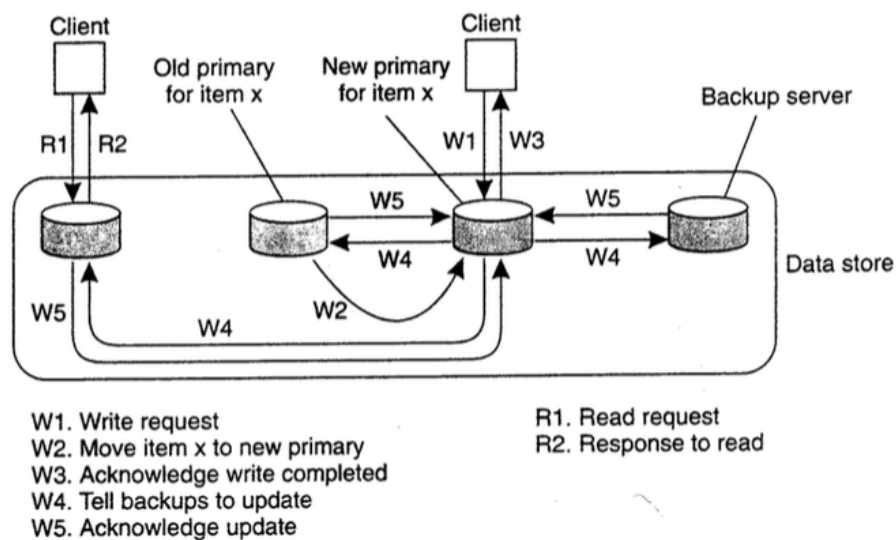 Client
Client
Old primary
for item x
New primary
for item x
Backup server
R1
R2
W1
W3
W5
W5
W4
W4
Data store
W5
W4
W2
W1. Write request
W2. Move item x to new primary
W3. Acknowledge write completed
W4. Tell backups to update
W5. Acknowledge update
R1. Read request
R2. Response to read